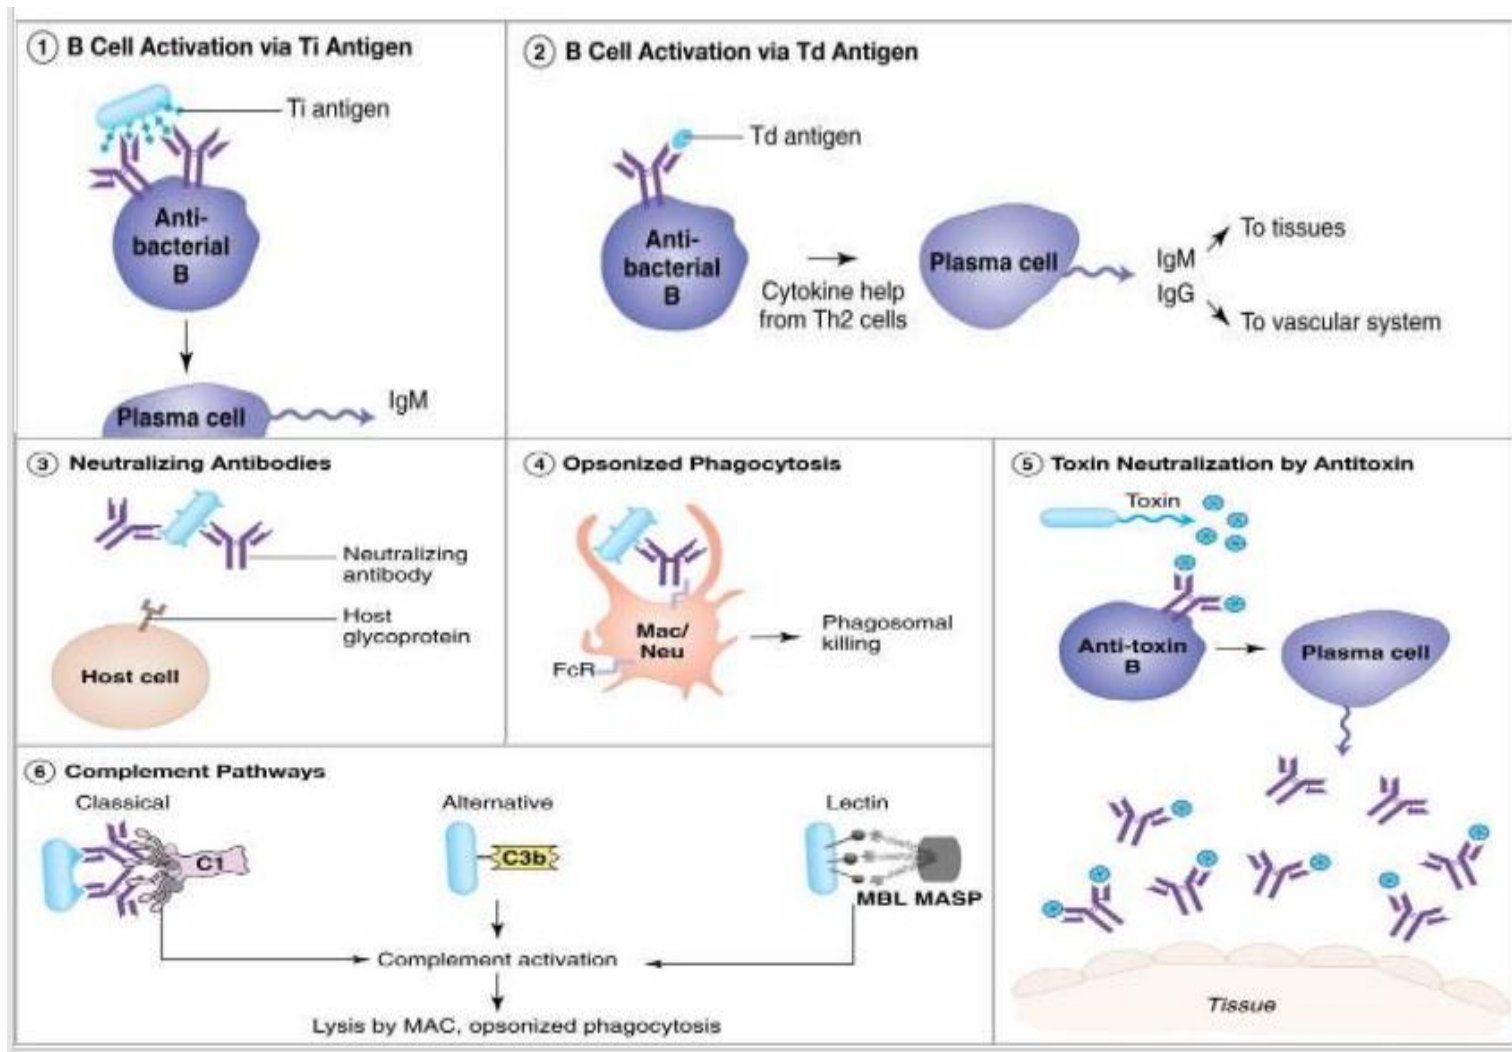 1 B Cell Activation via Ti Antigen
Ti antigen
Anti-
bacterial
B
Plasma cell
IgM
2 B Cell Activation via Td Antigen
Td antigen
Anti-
bacterial
B
Cytokine help
from Th2 cells
Plasma cell
IgM
IgG
To tissues
To vascular system
3 Neutralizing Antibodies
Neutralizing
antibody
Host
glycoprotein
Host cell
4 Opsonized Phagocytosis
Mac/
Neu
FcR
Phagosomal
killing
5 Toxin Neutralization by Antitoxin
Toxin
Anti-toxin
B
Plasma cell
Tissue
6 Complement Pathways
Classical
C1
Alternative
C3b
Lectin
MBL MASP
Complement activation
Lysis by MAC, opsonized phagocytosis